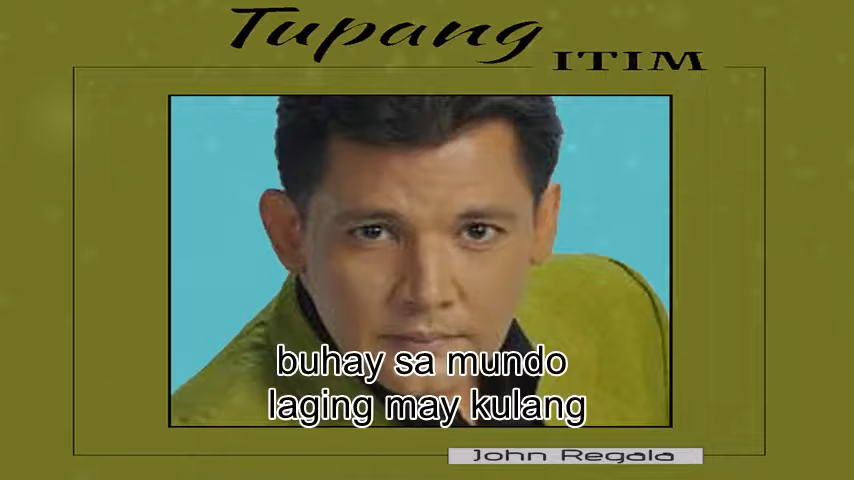 Tupang
ITIM
buhay sa mundo
laging may kulang
John Regala